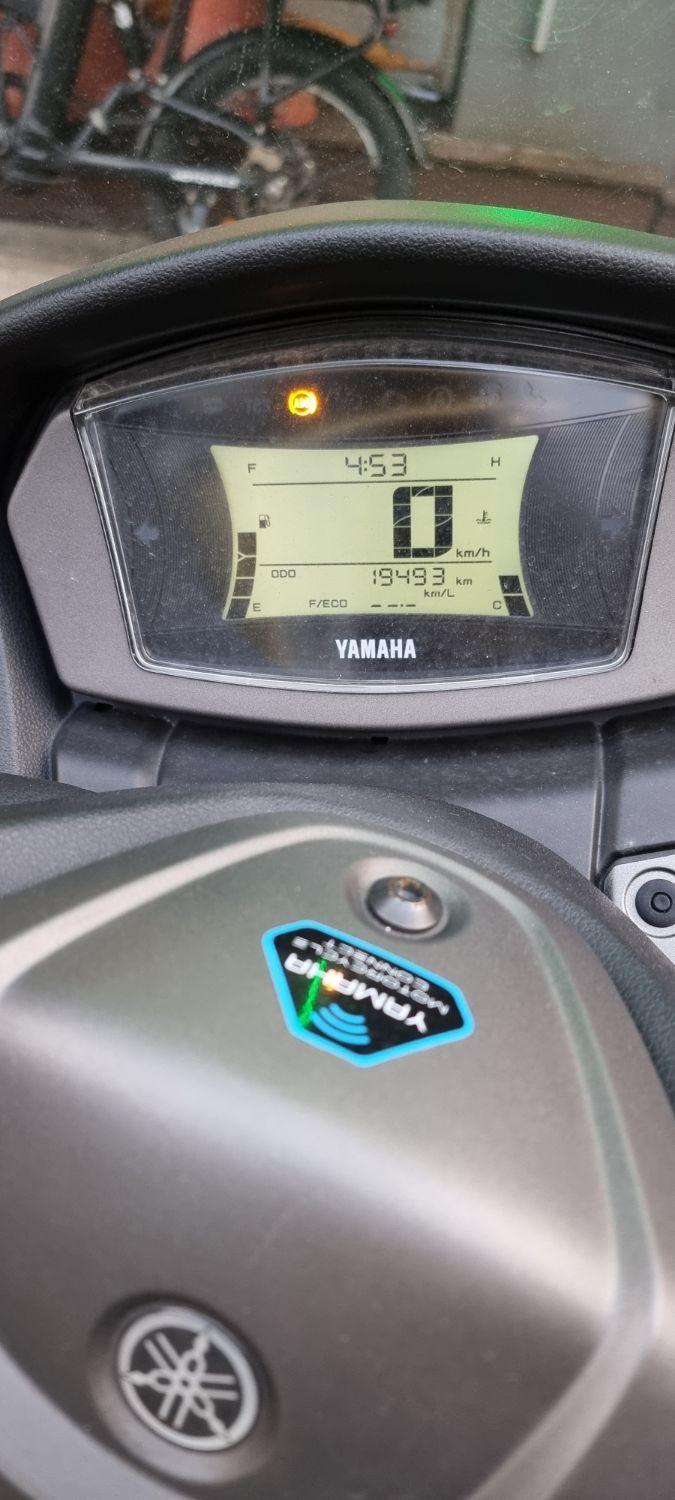 F 4:53 H
0 km/h
ODO 19493 km
km/L
E F/ECO --.- C
YAMAHA
YAMAHA
MOTORCYCLE
CONNECT